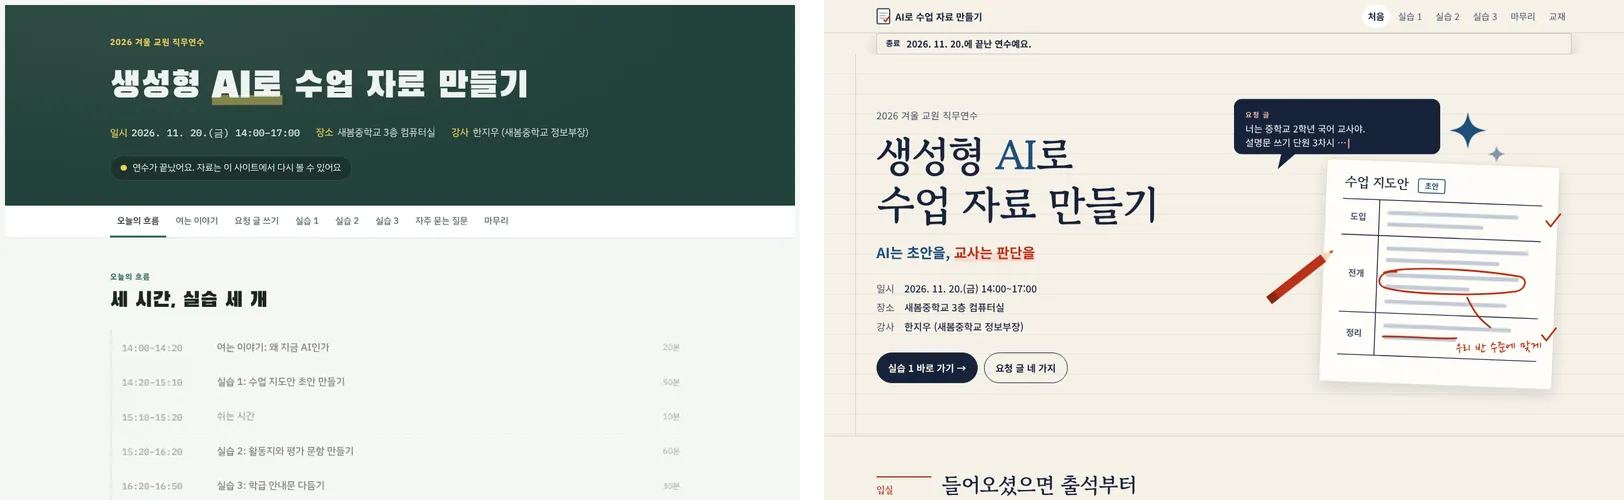 2026 겨울 교원 직무연수
생성형 AI로 수업 자료 만들기
일시 2026. 11. 20.(금) 14:00-17:00 장소 새봄중학교 3층 컴퓨터실 강사 한지우 (새봄중학교 정보부장)
연수가 끝났어요. 자료는 이 사이트에서 다시 볼 수 있어요
오늘의 흐름 여는 이야기 요청 글 쓰기 실습 1 실습 2 실습 3 자주 묻는 질문 마무리
오늘의 흐름
세 시간, 실습 세 개
14:00-14:20 여는 이야기: 왜 지금 AI인가 20분
14:20-15:10 실습 1: 수업 지도안 초안 만들기 50분
15:10-15:20 쉬는 시간 10분
15:20-16:20 실습 2: 활동지와 평가 문항 만들기 60분
16:20-16:50 실습 3: 학급 안내문 다듬기 30분
AI로 수업 자료 만들기
처음 실습 1 실습 2 실습 3 마무리 교재
종료 2026. 11. 20.에 끝난 연수예요.
2026 겨울 교원 직무연수
생성형 AI로
수업 자료 만들기
AI는 초안을, 교사는 판단을
일시 2026. 11. 20.(금) 14:00~17:00
장소 새봄중학교 3층 컴퓨터실
강사 한지우 (새봄중학교 정보부장)
실습 1 바로 가기 → 요청 글 네 가지
요청 글
너는 중학교 2학년 국어 교사야.
설명문 쓰기 단원 3차시 …
수업 지도안 초안
도입
전개
정리
우리 반 수준에 맞게
입실
들어오셨으면 출석부터